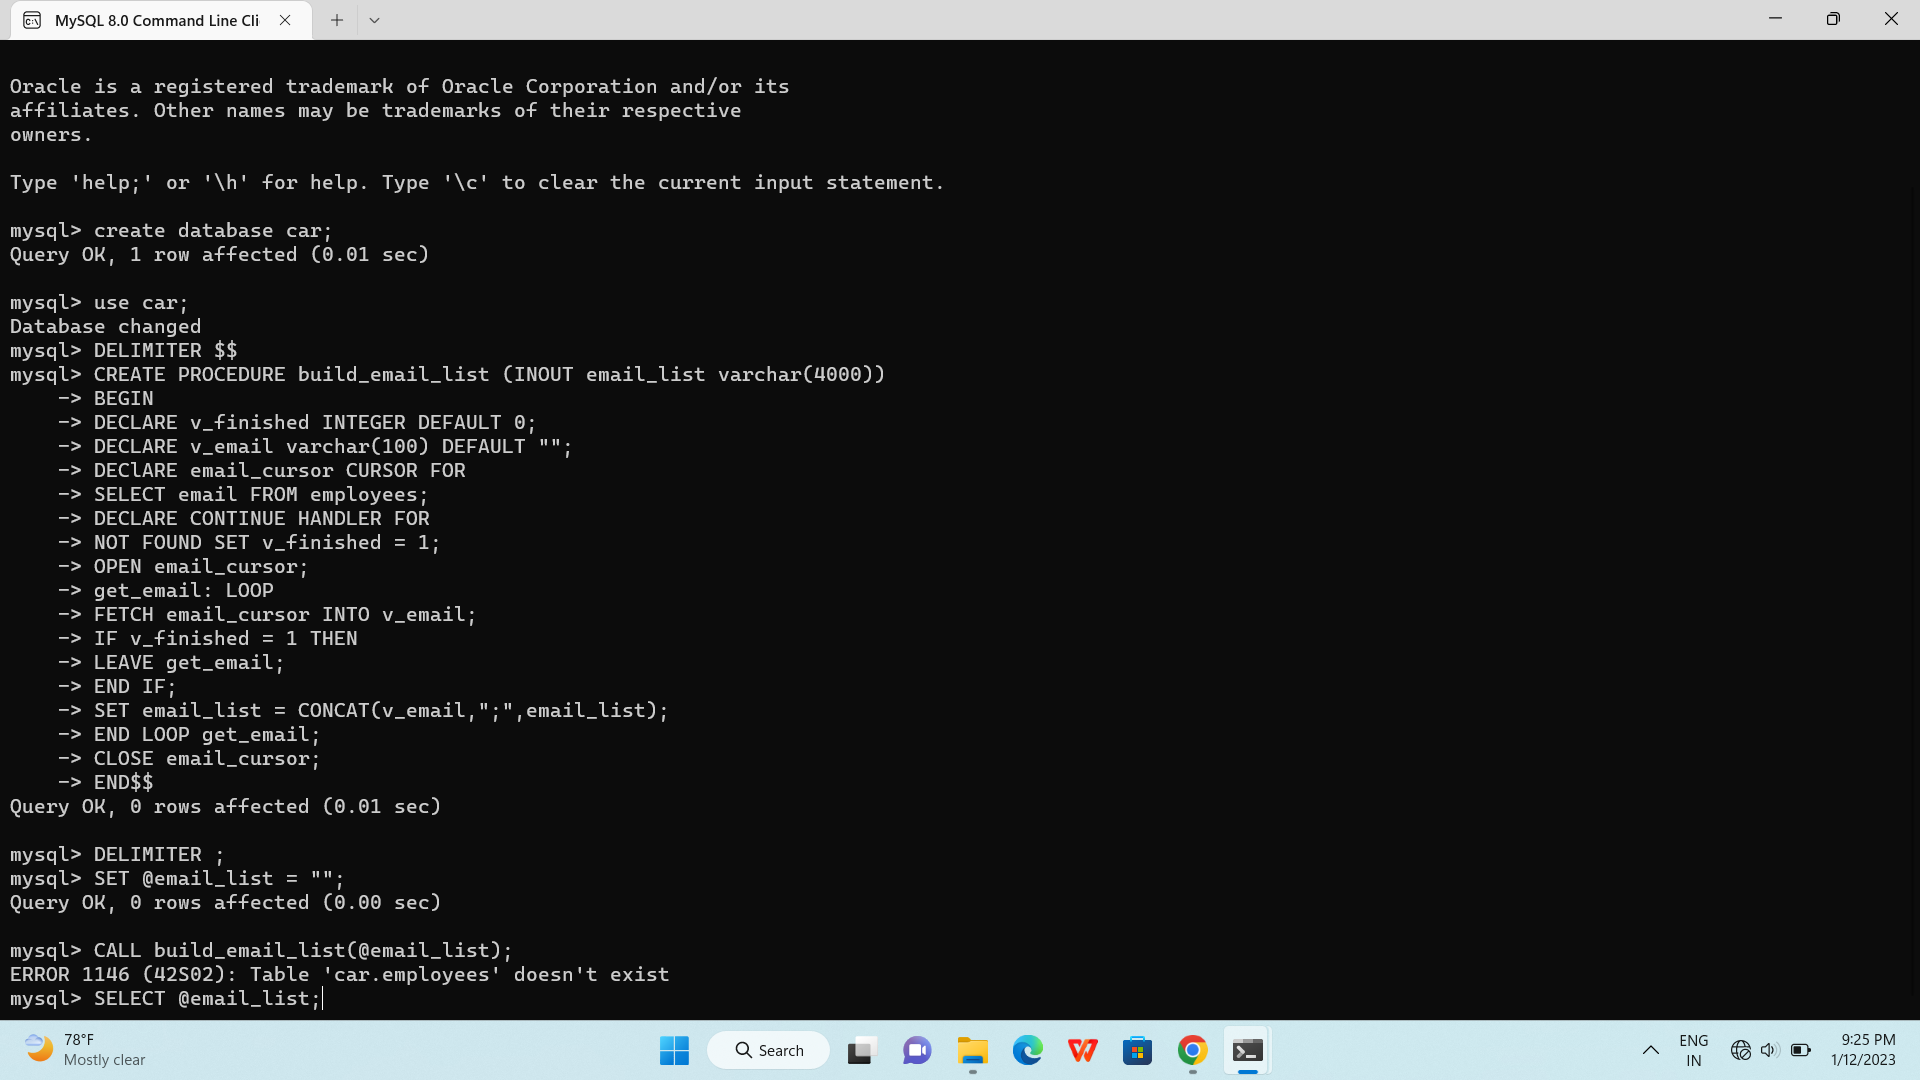 MySQL 8.0 Command Line Cli
Oracle is a registered trademark of Oracle Corporation and/or its
affiliates. Other names may be trademarks of their respective
owners.
Type 'help;' or '\h' for help. Type '\c' to clear the current input statement.
mysql> create database car;
Query OK, 1 row affected (0.01 sec)
mysql> use car;
Database changed
mysql> DELIMITER $$
mysql> CREATE PROCEDURE build_email_list (INOUT email_list varchar(4000))
    -> BEGIN
    -> DECLARE v_finished INTEGER DEFAULT 0;
    -> DECLARE v_email varchar(100) DEFAULT "";
    -> DEClARE email_cursor CURSOR FOR
    -> SELECT email FROM employees;
    -> DECLARE CONTINUE HANDLER FOR
    -> NOT FOUND SET v_finished = 1;
    -> OPEN email_cursor;
    -> get_email: LOOP
    -> FETCH email_cursor INTO v_email;
    -> IF v_finished = 1 THEN
    -> LEAVE get_email;
    -> END IF;
    -> SET email_list = CONCAT(v_email,";",email_list);
    -> END LOOP get_email;
    -> CLOSE email_cursor;
    -> END$$
Query OK, 0 rows affected (0.01 sec)
mysql> DELIMITER ;
mysql> SET @email_list = "";
Query OK, 0 rows affected (0.00 sec)
mysql> CALL build_email_list(@email_list);
ERROR 1146 (42S02): Table 'car.employees' doesn't exist
mysql> SELECT @email_list;
78°F
Mostly clear
Search
ENG
IN
9:25 PM
1/12/2023